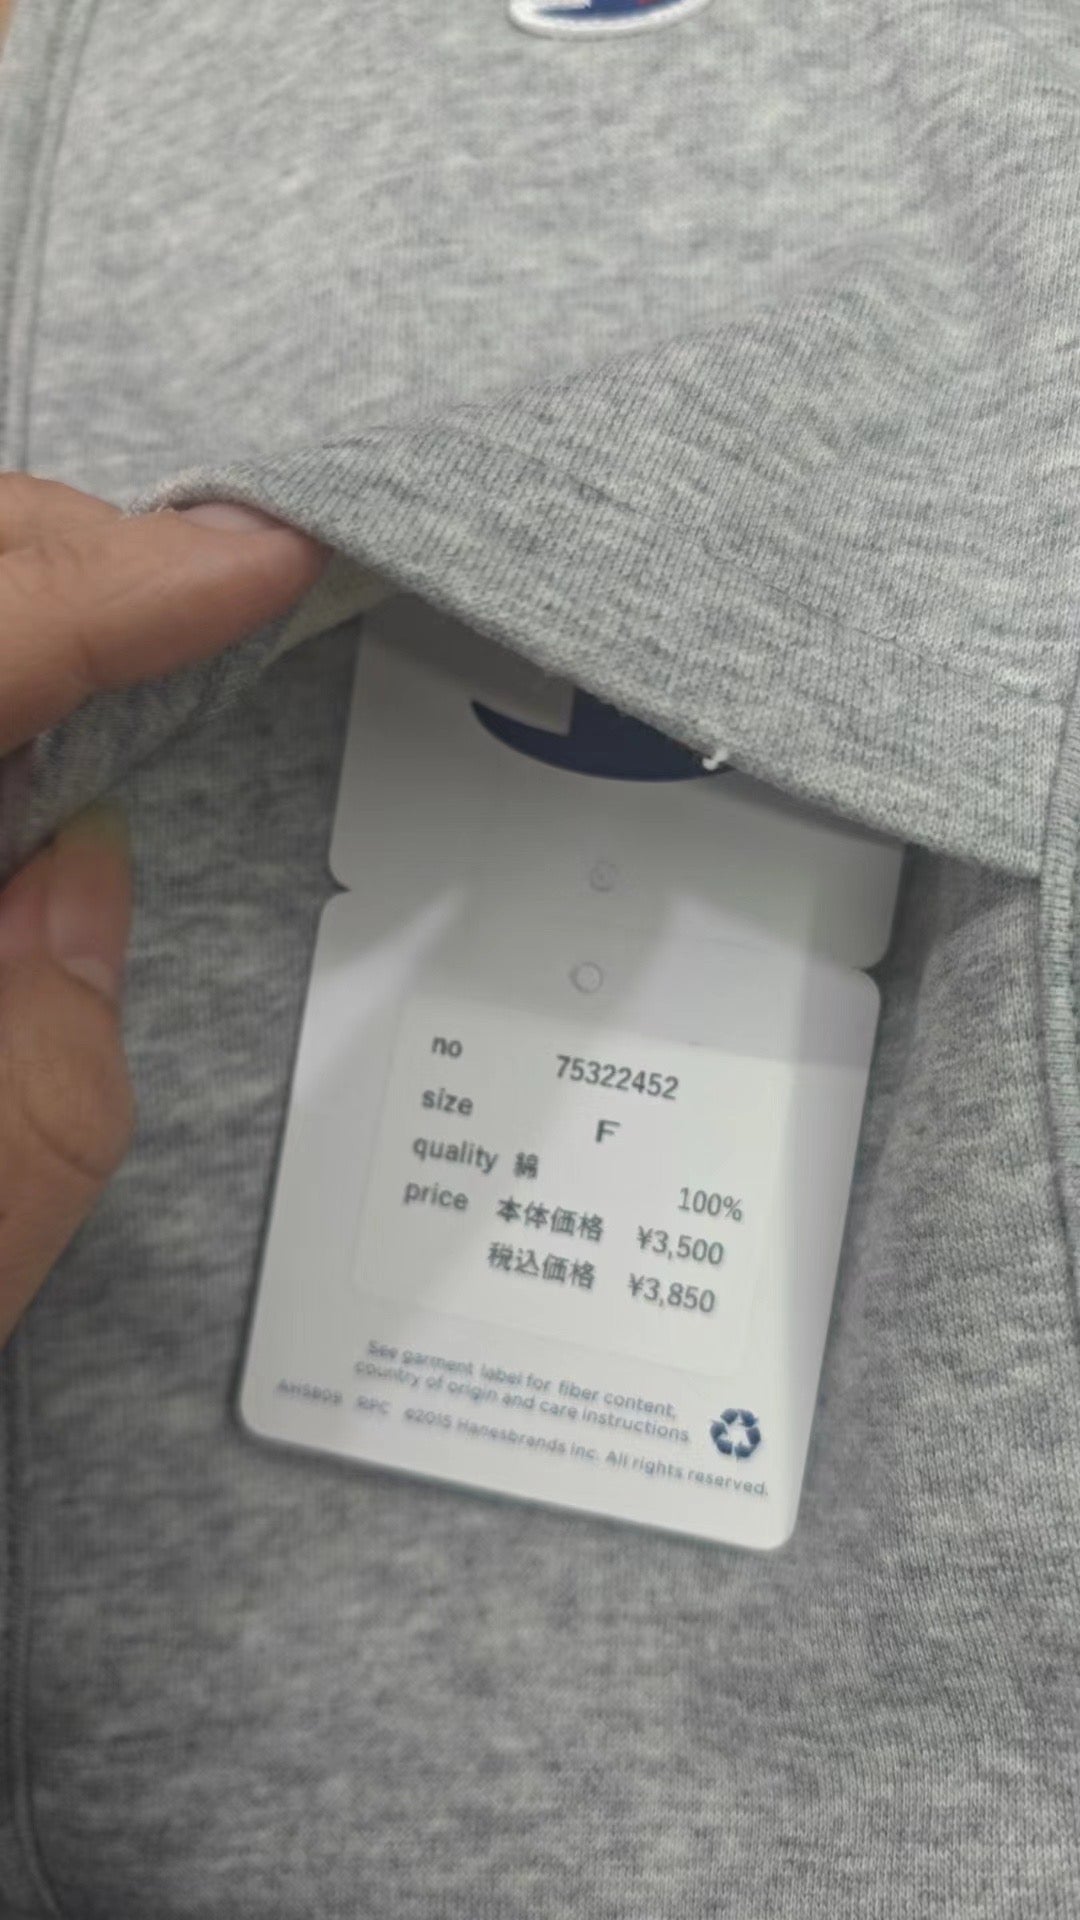 no 75322452
size F
quality 綿 100%
price 本体価格 ¥3,500
税込価格 ¥3,850
See garment label for fiber content,
country of origin and care instructions
AHSB09 RPC ©2015 Hanesbrands Inc. All rights reserved.